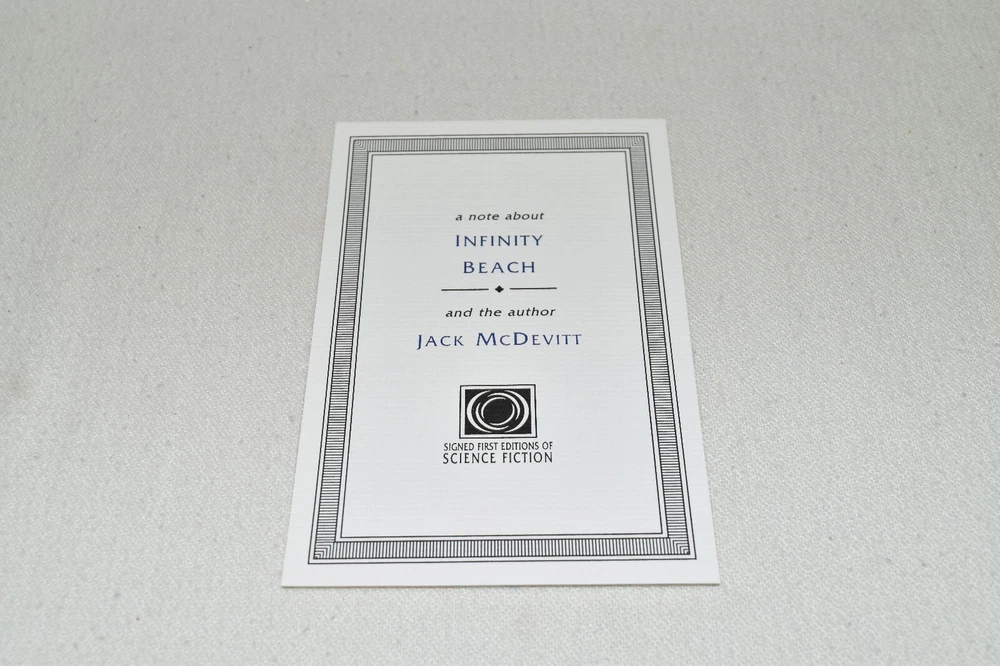 a note about
INFINITY
BEACH
and the author
JACK MCDEVITT
SIGNED FIRST EDITIONS OF
SCIENCE FICTION